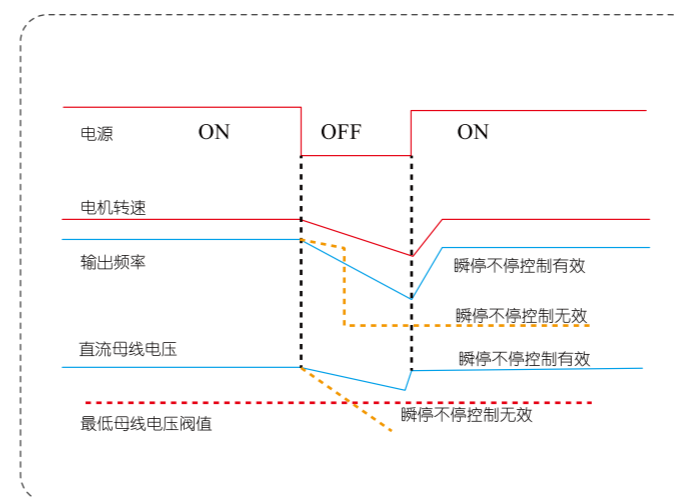 电源 ON OFF ON
电机转速
输出频率
瞬停不停控制有效
瞬停不停控制无效
直流母线电压
瞬停不停控制有效
最低母线电压阀值
瞬停不停控制无效